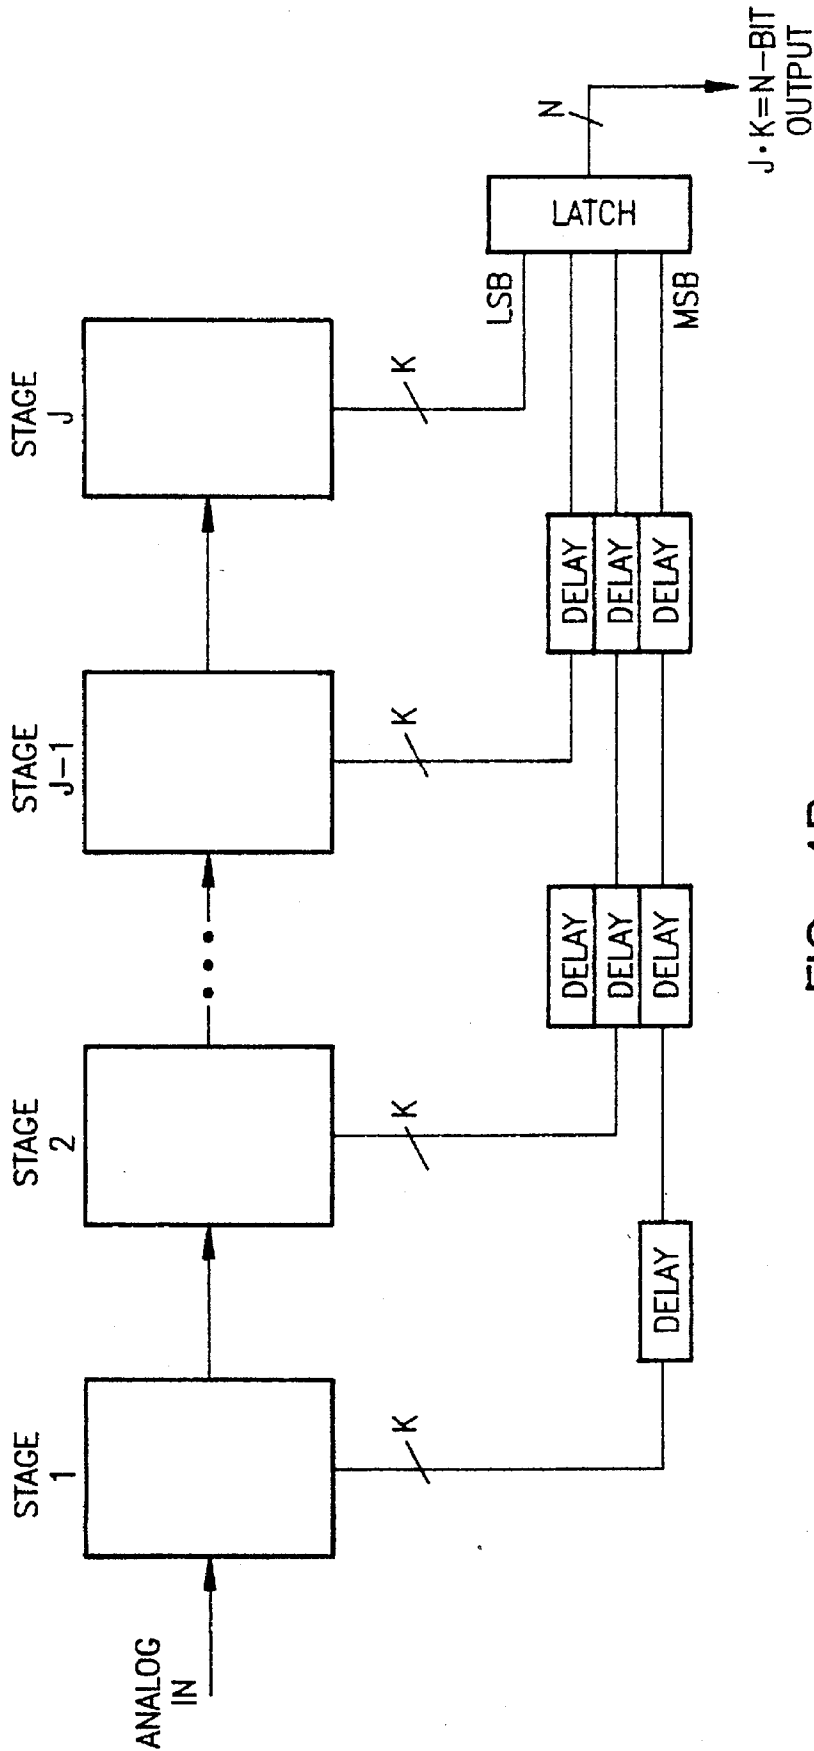 STAGE
1
STAGE
2
STAGE
J-1
STAGE
J
ANALOG
IN
K
K
K
K
DELAY
DELAY
DELAY
DELAY
DELAY
DELAY
DELAY
LSB
MSB
LATCH
N
J·K=N-BIT
OUTPUT